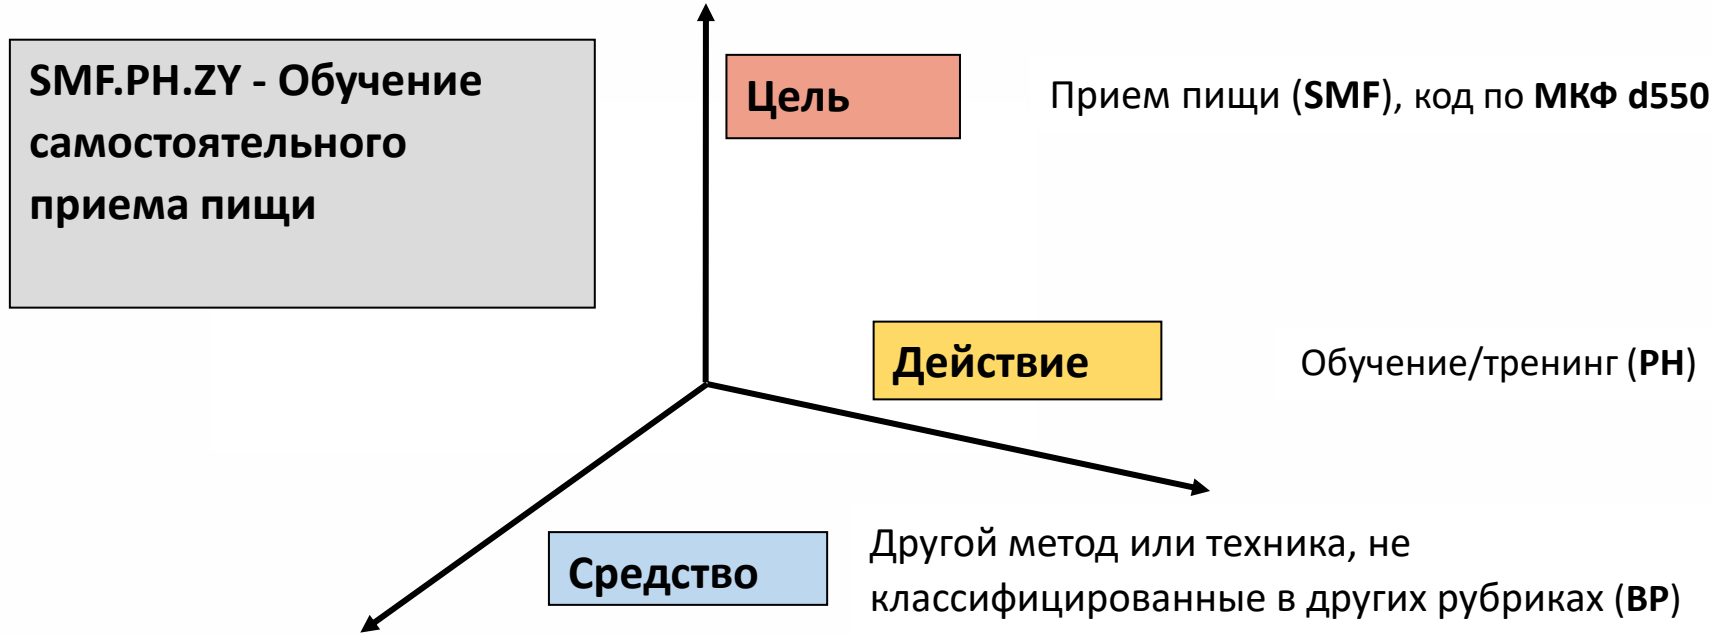 SMF.PH.ZY - Обучение
самостоятельного
приема пищи
Цель
Прием пищи (SMF), код по МКФ d550
Действие
Обучение/тренинг (PH)
Средство
Другой метод или техника, не
классифицированные в других рубриках (BP)